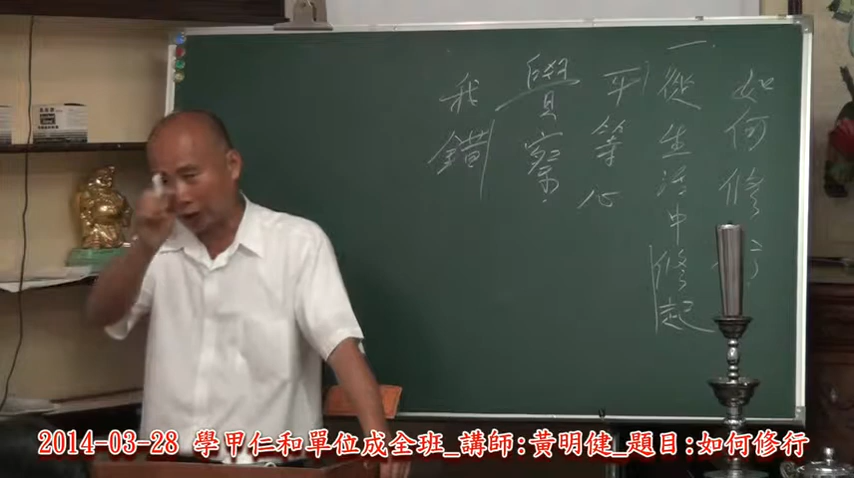 如何修行
一、從生活中修起
平等心
我錯
2014-03-28 學甲仁和單位成全班_講師:黃明健_題目:如何修行